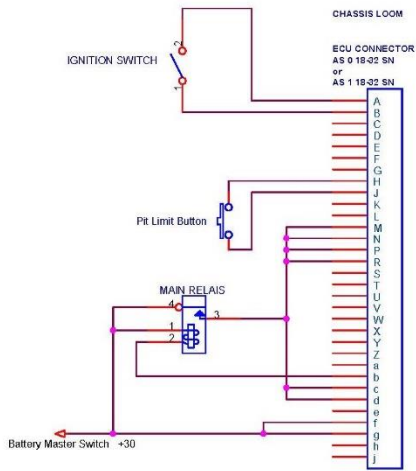 CHASSIS LOOM
ECU CONNECTOR
AS 0 18-32 SN
or
AS 1 18-32 SN
IGNITION SWITCH
2
1
A
B
C
D
E
F
G
H
J
K
L
M
N
P
R
S
T
U
V
W
X
Y
Z
a
b
c
d
e
f
g
h
j
Pit Limit Button
MAIN RELAIS
4
3
1
2
Battery Master Switch +30